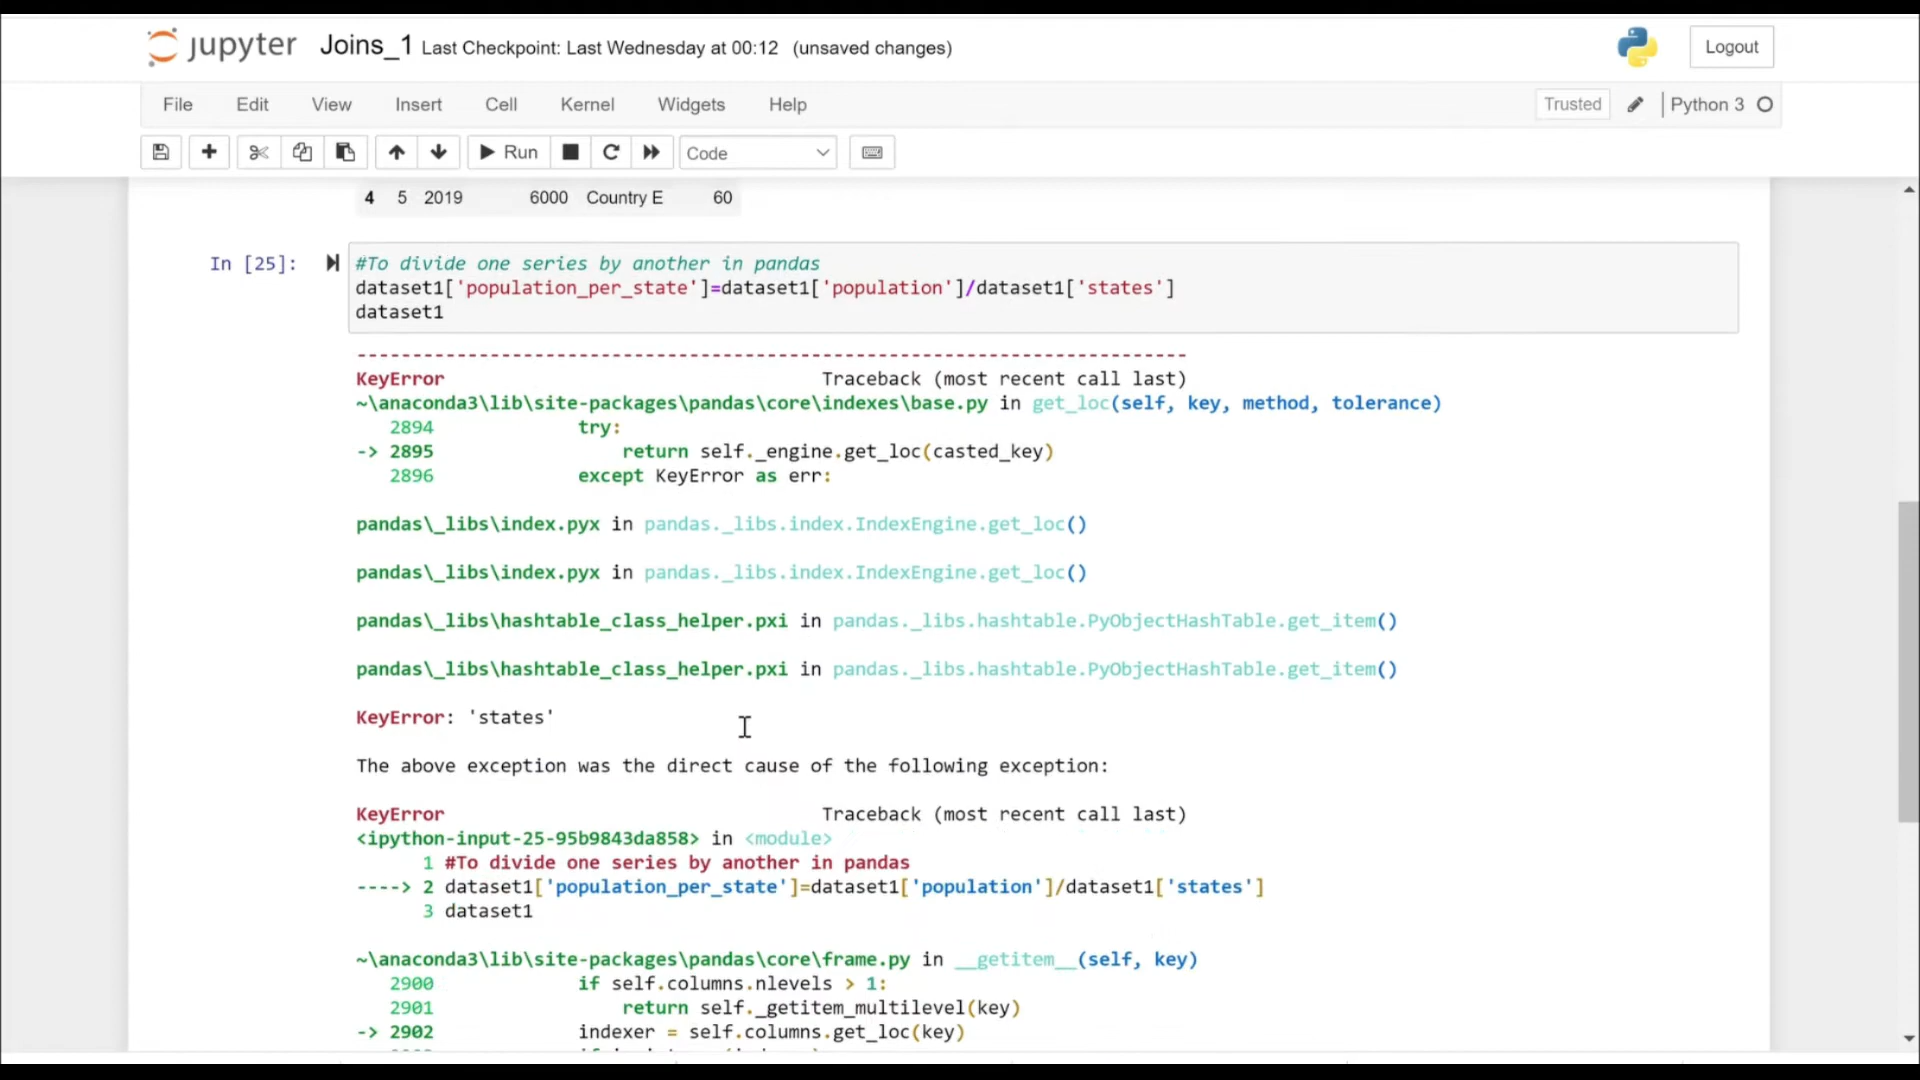 jupyter Joins_1 Last Checkpoint: Last Wednesday at 00:12 (unsaved changes) Logout
File Edit View Insert Cell Kernel Widgets Help Trusted Python 3
Run Code
4 5 2019 6000 Country E 60
In [25]: #To divide one series by another in pandas
dataset1['population_per_state']=dataset1['population']/dataset1['states']
dataset1
---------------------------------------------------------------------------
KeyError Traceback (most recent call last)
~\anaconda3\lib\site-packages\pandas\core\indexes\base.py in get_loc(self, key, method, tolerance)
2894 try:
-> 2895 return self._engine.get_loc(casted_key)
2896 except KeyError as err:
pandas\_libs\index.pyx in pandas._libs.index.IndexEngine.get_loc()
pandas\_libs\index.pyx in pandas._libs.index.IndexEngine.get_loc()
pandas\_libs\hashtable_class_helper.pxi in pandas._libs.hashtable.PyObjectHashTable.get_item()
pandas\_libs\hashtable_class_helper.pxi in pandas._libs.hashtable.PyObjectHashTable.get_item()
KeyError: 'states'
The above exception was the direct cause of the following exception:
KeyError Traceback (most recent call last)
<ipython-input-25-95b9843da858> in <module>
1 #To divide one series by another in pandas
----> 2 dataset1['population_per_state']=dataset1['population']/dataset1['states']
3 dataset1
~\anaconda3\lib\site-packages\pandas\core\frame.py in __getitem__(self, key)
2900 if self.columns.nlevels > 1:
2901 return self._getitem_multilevel(key)
-> 2902 indexer = self.columns.get_loc(key)